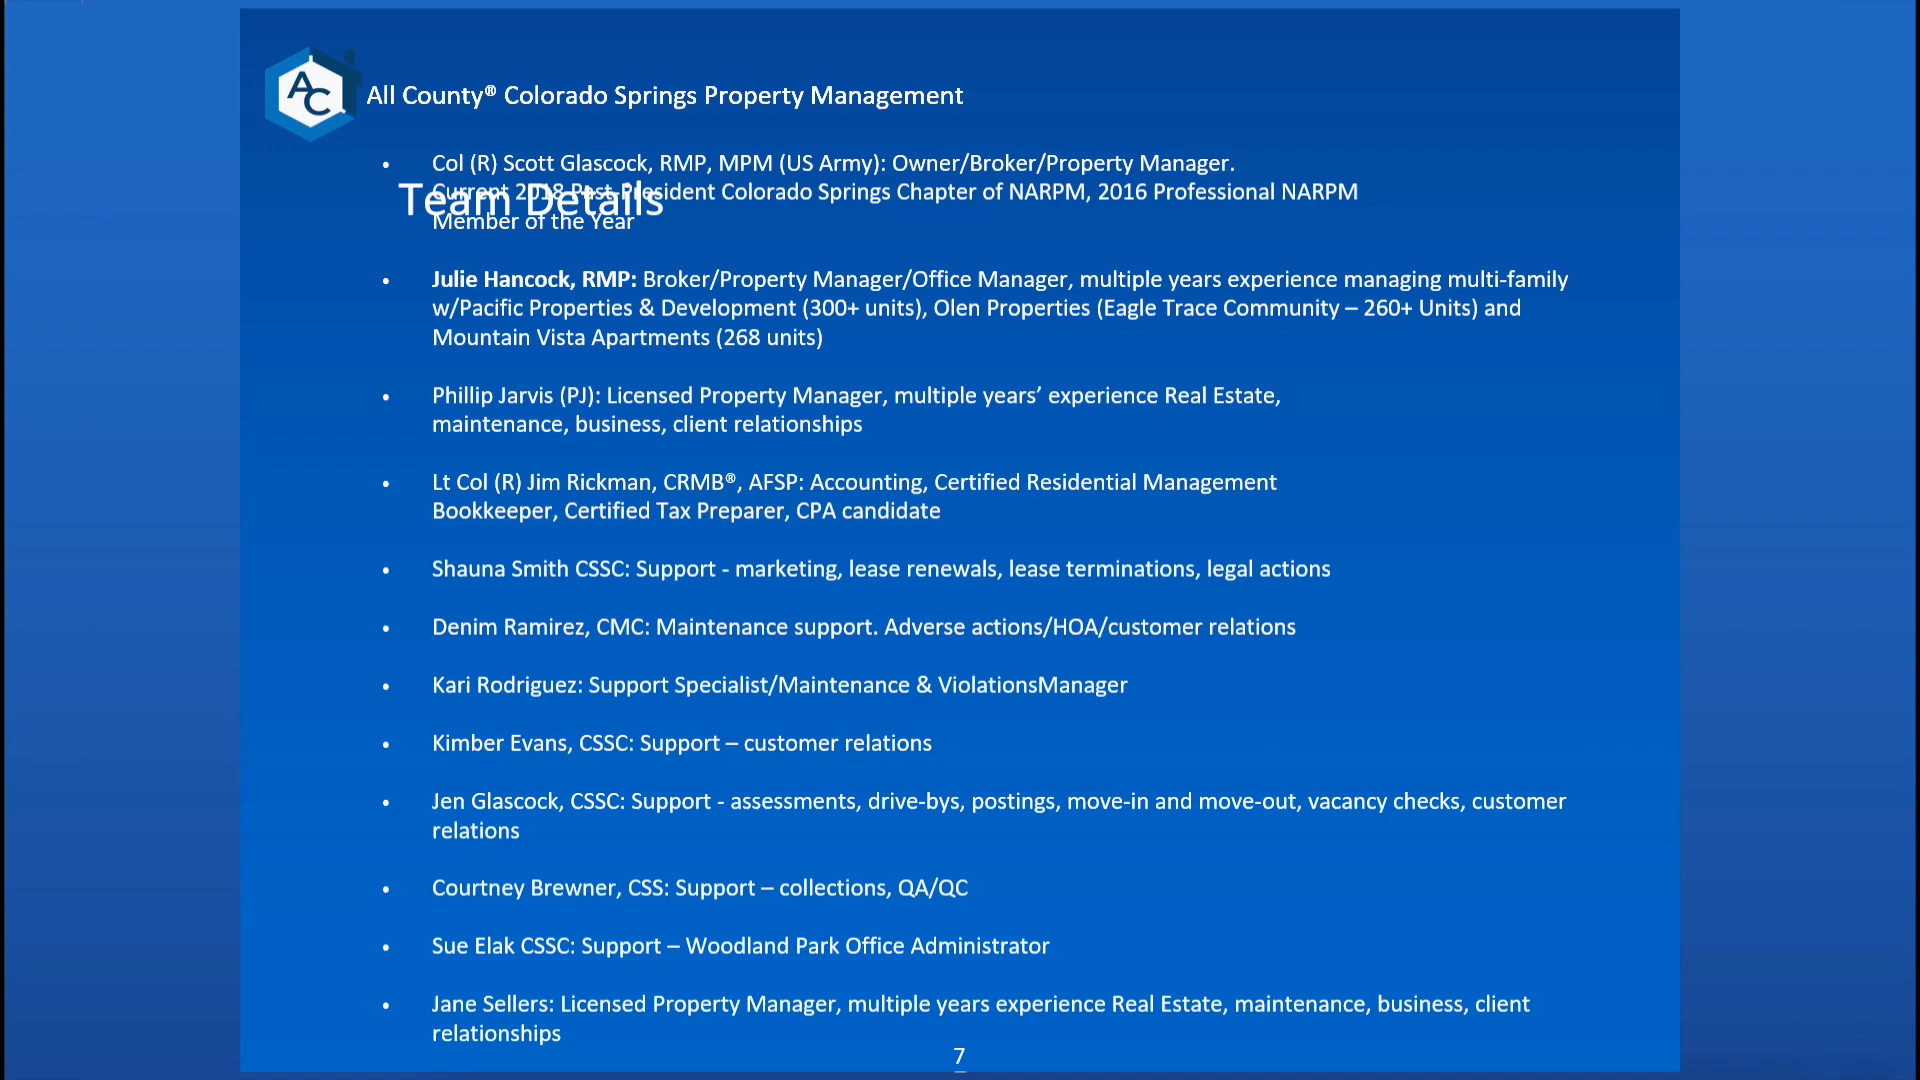 AC
All County® Colorado Springs Property Management
Team Details
• Col (R) Scott Glascock, RMP, MPM (US Army): Owner/Broker/Property Manager.
Current 2018 Past-President Colorado Springs Chapter of NARPM, 2016 Professional NARPM
Member of the Year
• Julie Hancock, RMP: Broker/Property Manager/Office Manager, multiple years experience managing multi-family
w/Pacific Properties & Development (300+ units), Olen Properties (Eagle Trace Community – 260+ Units) and
Mountain Vista Apartments (268 units)
• Phillip Jarvis (PJ): Licensed Property Manager, multiple years’ experience Real Estate,
maintenance, business, client relationships
• Lt Col (R) Jim Rickman, CRMB®, AFSP: Accounting, Certified Residential Management
Bookkeeper, Certified Tax Preparer, CPA candidate
• Shauna Smith CSSC: Support - marketing, lease renewals, lease terminations, legal actions
• Denim Ramirez, CMC: Maintenance support. Adverse actions/HOA/customer relations
• Kari Rodriguez: Support Specialist/Maintenance & ViolationsManager
• Kimber Evans, CSSC: Support – customer relations
• Jen Glascock, CSSC: Support - assessments, drive-bys, postings, move-in and move-out, vacancy checks, customer
relations
• Courtney Brewner, CSS: Support – collections, QA/QC
• Sue Elak CSSC: Support – Woodland Park Office Administrator
• Jane Sellers: Licensed Property Manager, multiple years experience Real Estate, maintenance, business, client
relationships
7